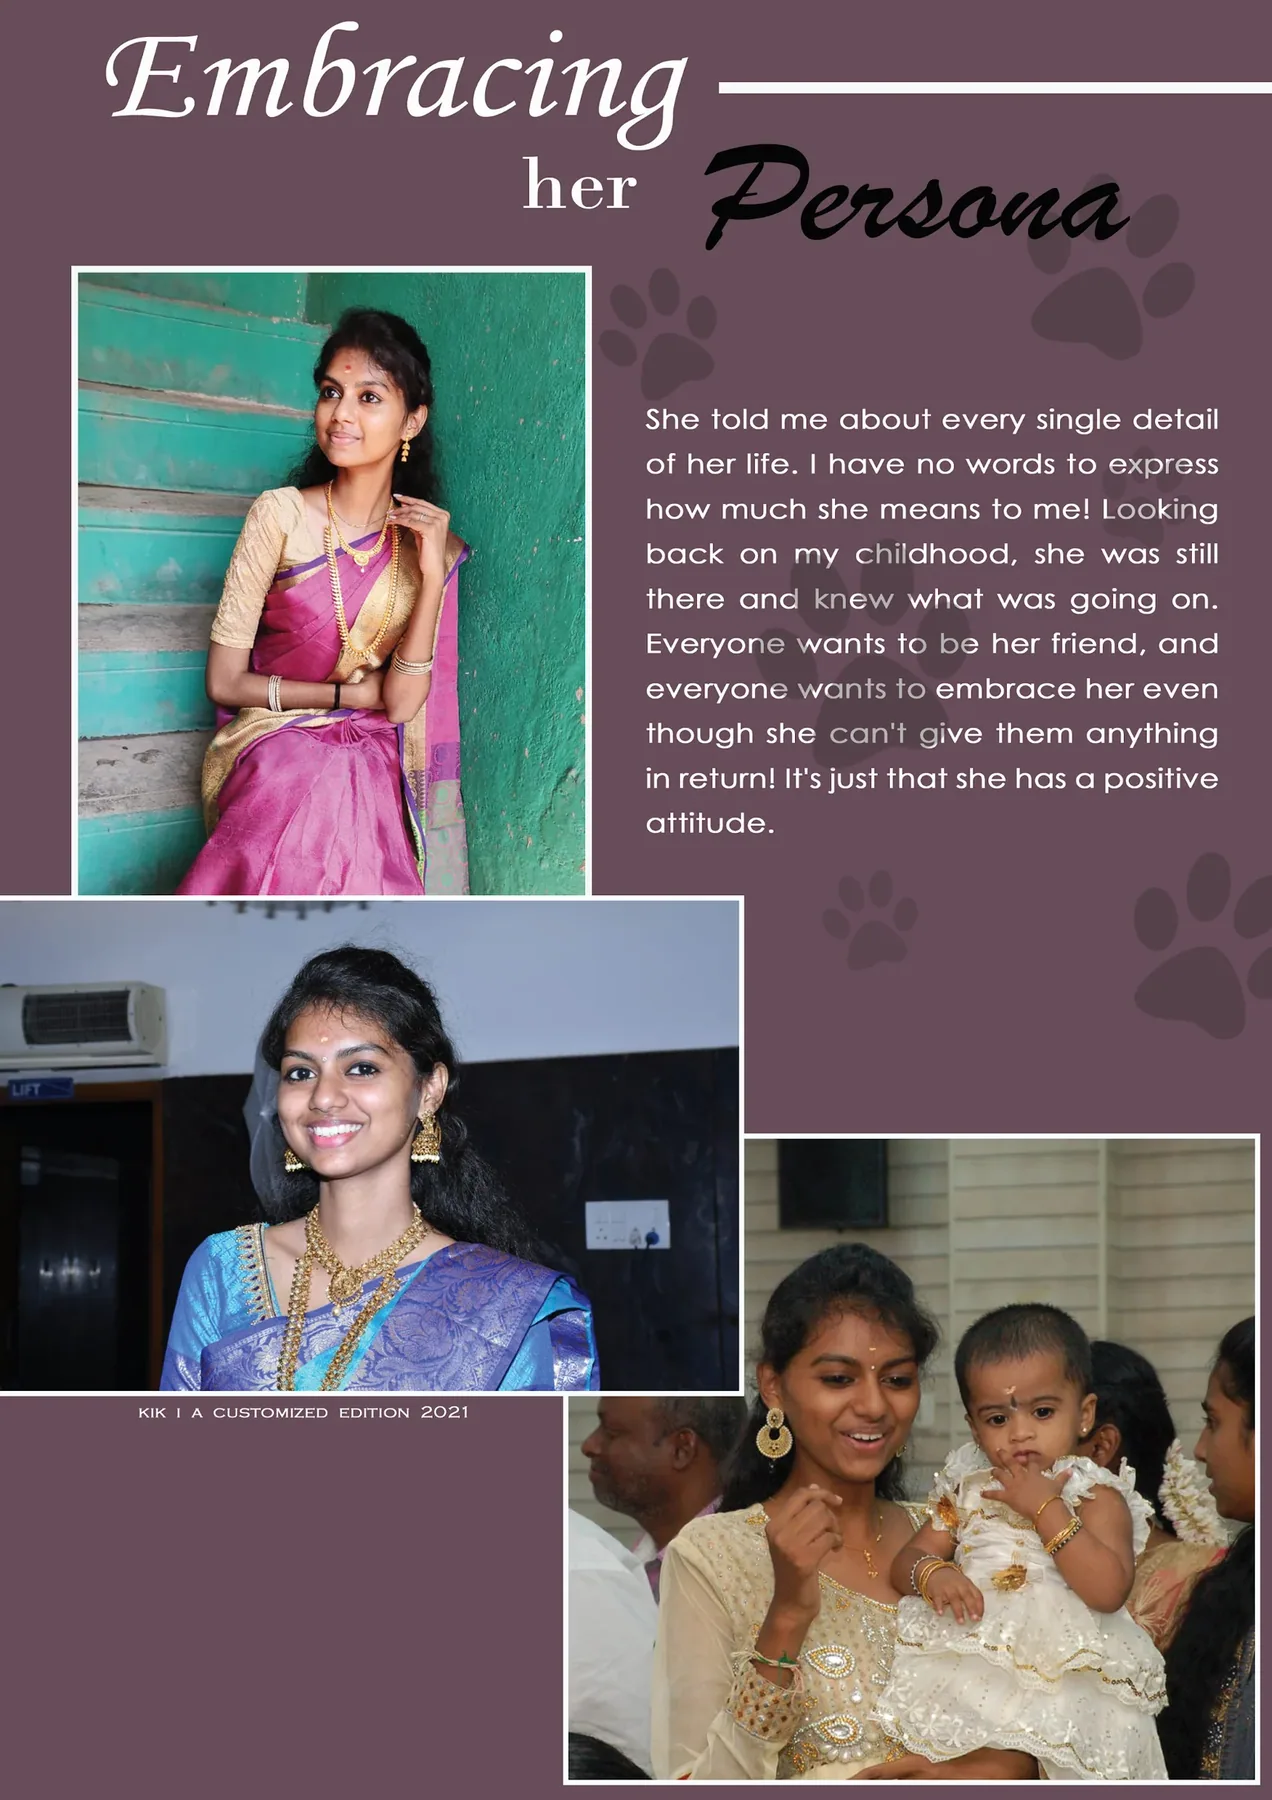 Embracing
her Persona
She told me about every single detail
of her life. I have no words to express
how much she means to me! Looking
back on my childhood, she was still
there and knew what was going on.
Everyone wants to be her friend, and
everyone wants to embrace her even
though she can't give them anything
in return! It's just that she has a positive
attitude.
LIFT
KIK | A CUSTOMIZED EDITION 2021